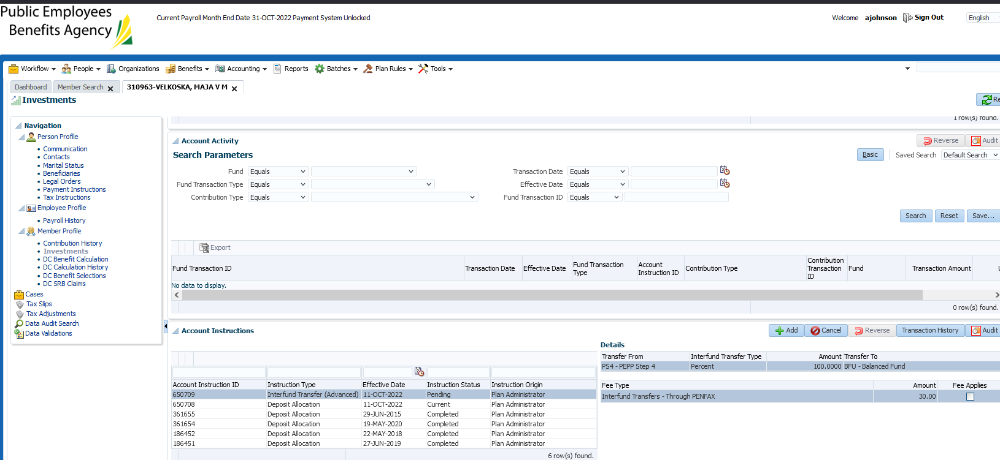 Public Employees
Benefits Agency
Current Payroll Month End Date 31-OCT-2022 Payment System Unlocked
Welcome ajohnson Sign Out English
Workflow People Organizations Benefits Accounting Reports Batches Plan Rules Tools
Dashboard Member Search 310963-VELKOSKA, MAJA V M
Investments
Re
Navigation
Person Profile
Communication
Contacts
Marital Status
Beneficiaries
Legal Orders
Payment Instructions
Tax Instructions
Employee Profile
Payroll History
Member Profile
Contribution History
Investments
DC Benefit Calculation
DC Calculation History
DC Benefit Selections
DC SRB Claims
Cases
Tax Slips
Tax Adjustments
Data Audit Search
Data Validations
1 row(s) found.
Account Activity Reverse Audit
Search Parameters Basic Saved Search Default Search
Fund Equals Transaction Date Equals
Fund Transaction Type Equals Effective Date Equals
Contribution Type Equals Fund Transaction ID Equals
Search Reset Save...
Export
Fund Transaction ID Transaction Date Effective Date Fund Transaction Type Account Instruction ID Contribution Type Contribution Transaction ID Fund Transaction Amount
No data to display.
0 row(s) found.
Account Instructions Add Cancel Reverse Transaction History Audit
Account Instruction ID Instruction Type Effective Date Instruction Status Instruction Origin
650709 Interfund Transfer (Advanced) 11-OCT-2022 Pending Plan Administrator
650708 Deposit Allocation 11-OCT-2022 Current Plan Administrator
361655 Deposit Allocation 29-JUN-2015 Completed Plan Administrator
361654 Deposit Allocation 19-MAY-2020 Completed Plan Administrator
186452 Deposit Allocation 22-MAY-2018 Completed Plan Administrator
186451 Deposit Allocation 27-JUN-2019 Completed Plan Administrator
6 row(s) found.
Details
Transfer From Interfund Transfer Type Amount Transfer To
PS4 - PEPP Step 4 Percent 100.0000 BFU - Balanced Fund
Fee Type Amount Fee Applies
Interfund Transfers - Through PENFAX 30.00